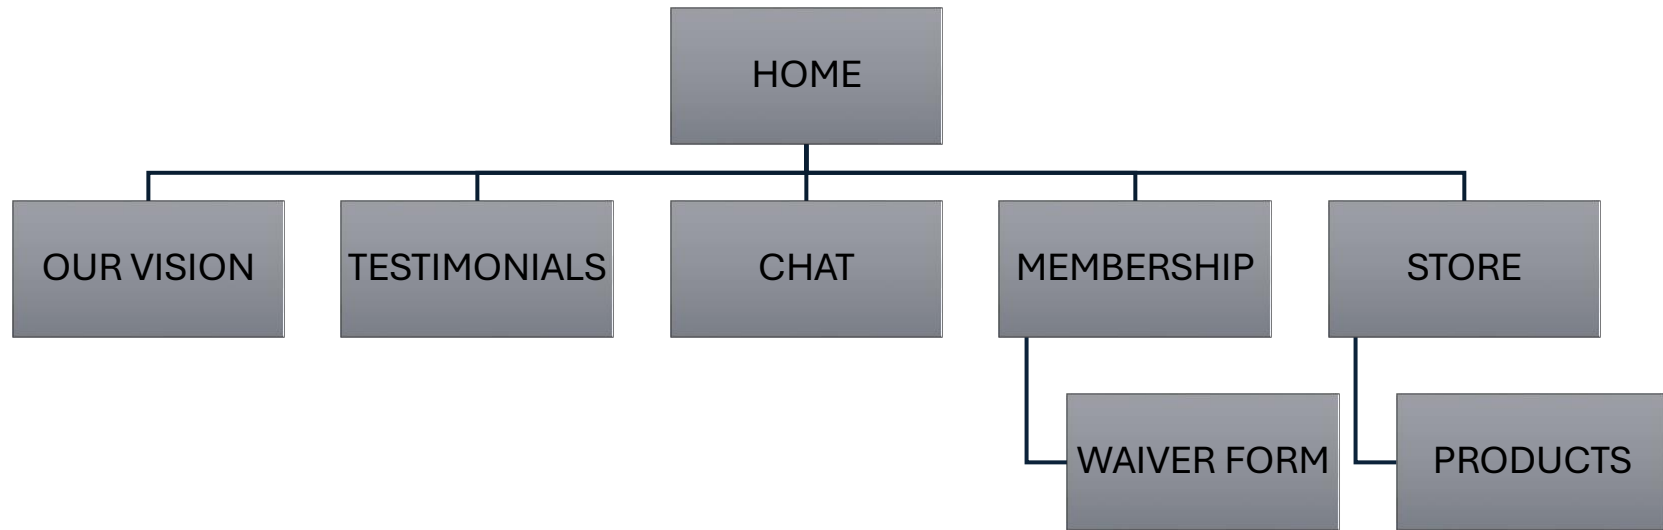 HOME
OUR VISION
TESTIMONIALS
CHAT
MEMBERSHIP
STORE
WAIVER FORM
PRODUCTS